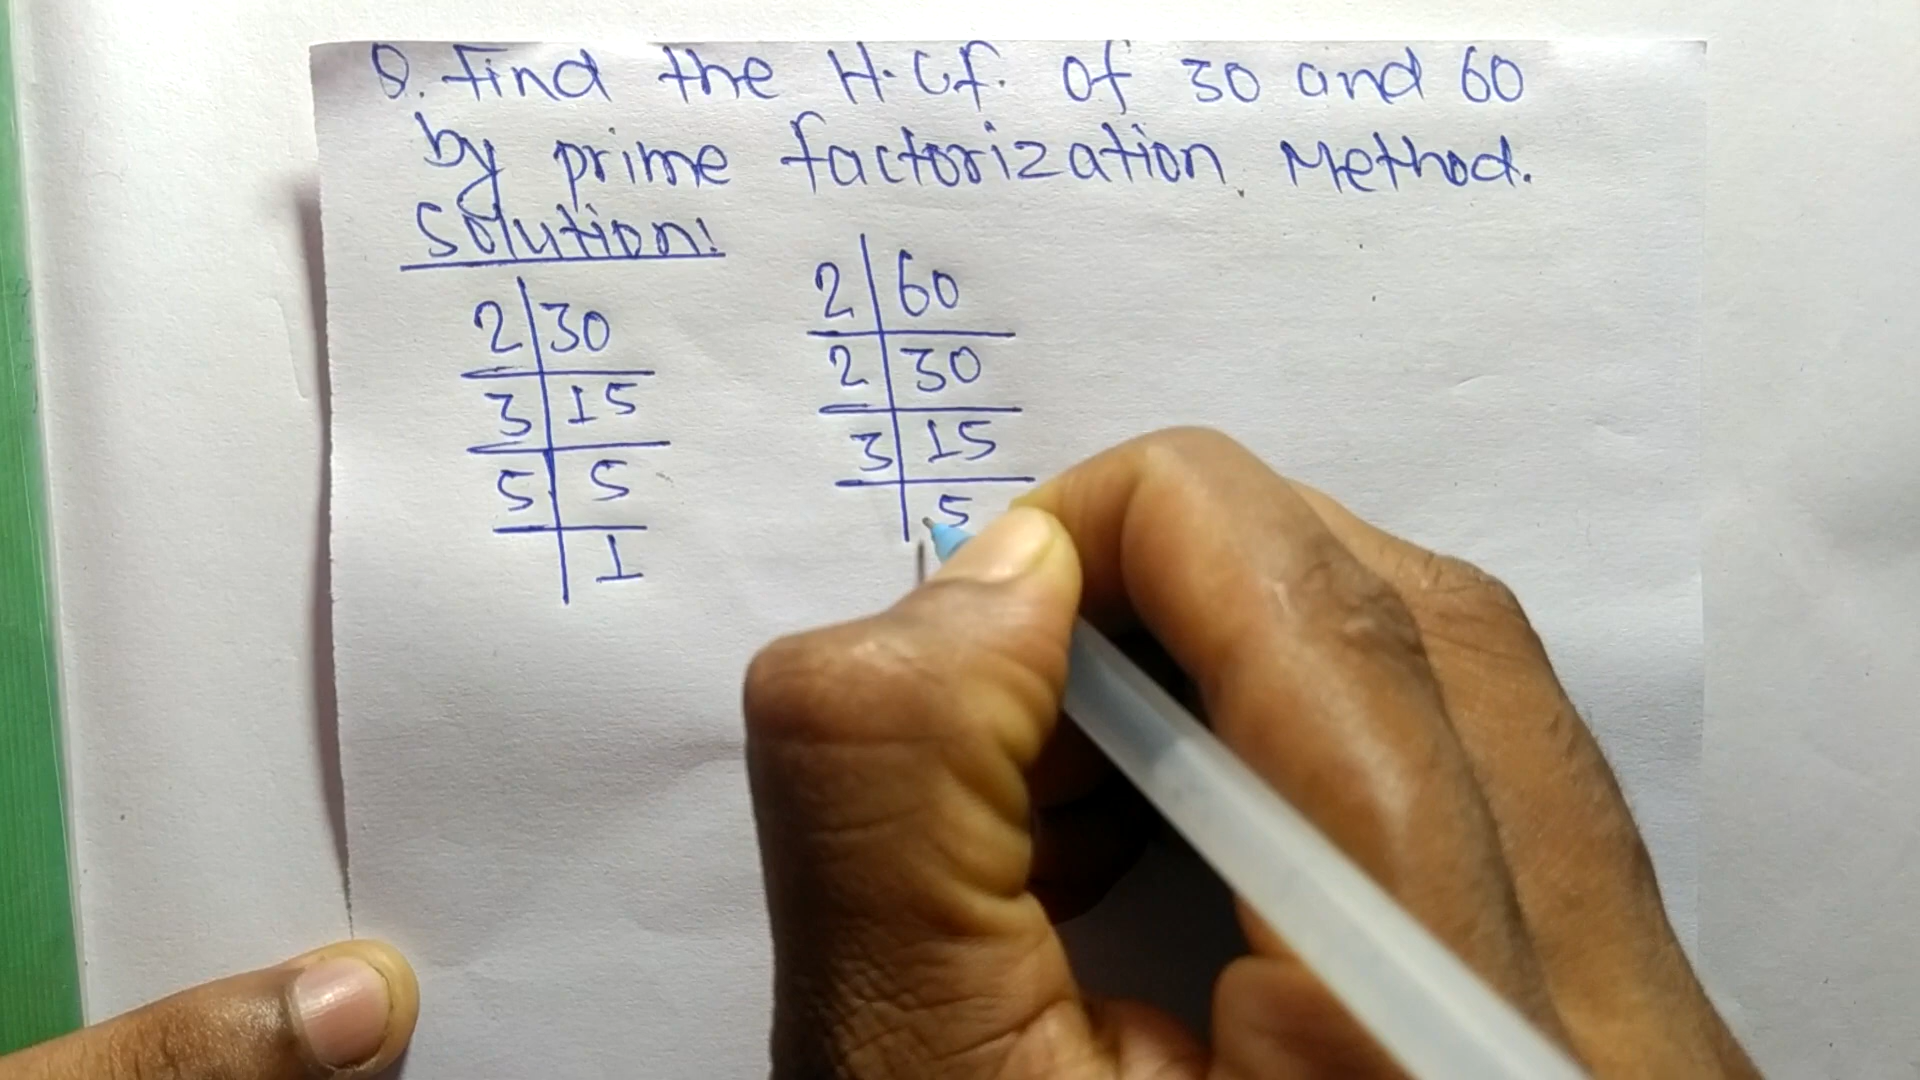 Q. Find the H.C.f. of 30 and 60
by prime factorization Method.
Solution:
2 30
3 15
5 5
1
2 60
2 30
3 15
5